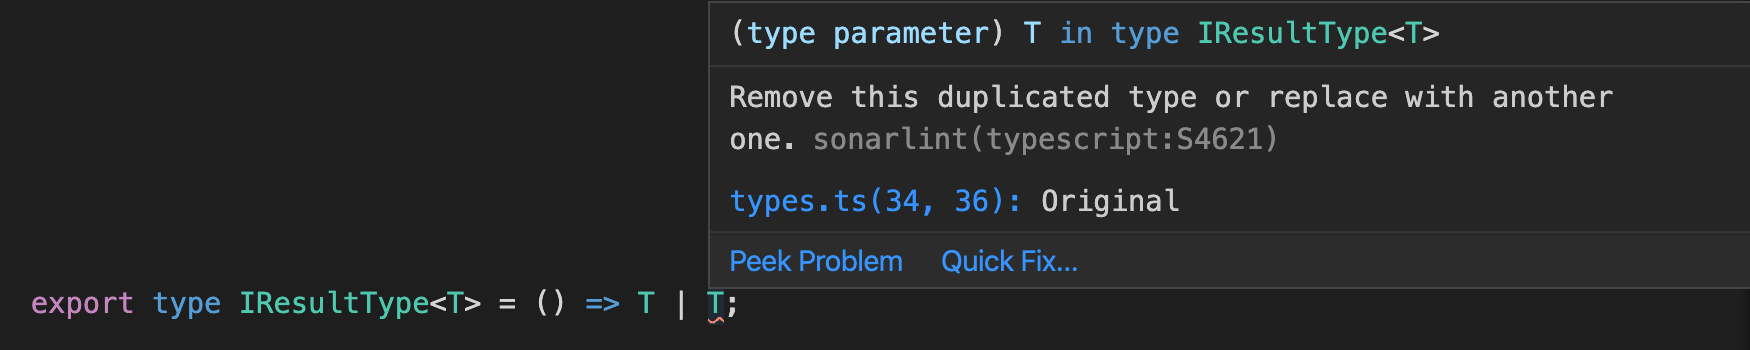 (type parameter) T in type IResultType<T>
Remove this duplicated type or replace with another
one. sonarlint(typescript:S4621)
types.ts(34, 36): Original
Peek Problem Quick Fix...
export type IResultType<T> = () => T | T;